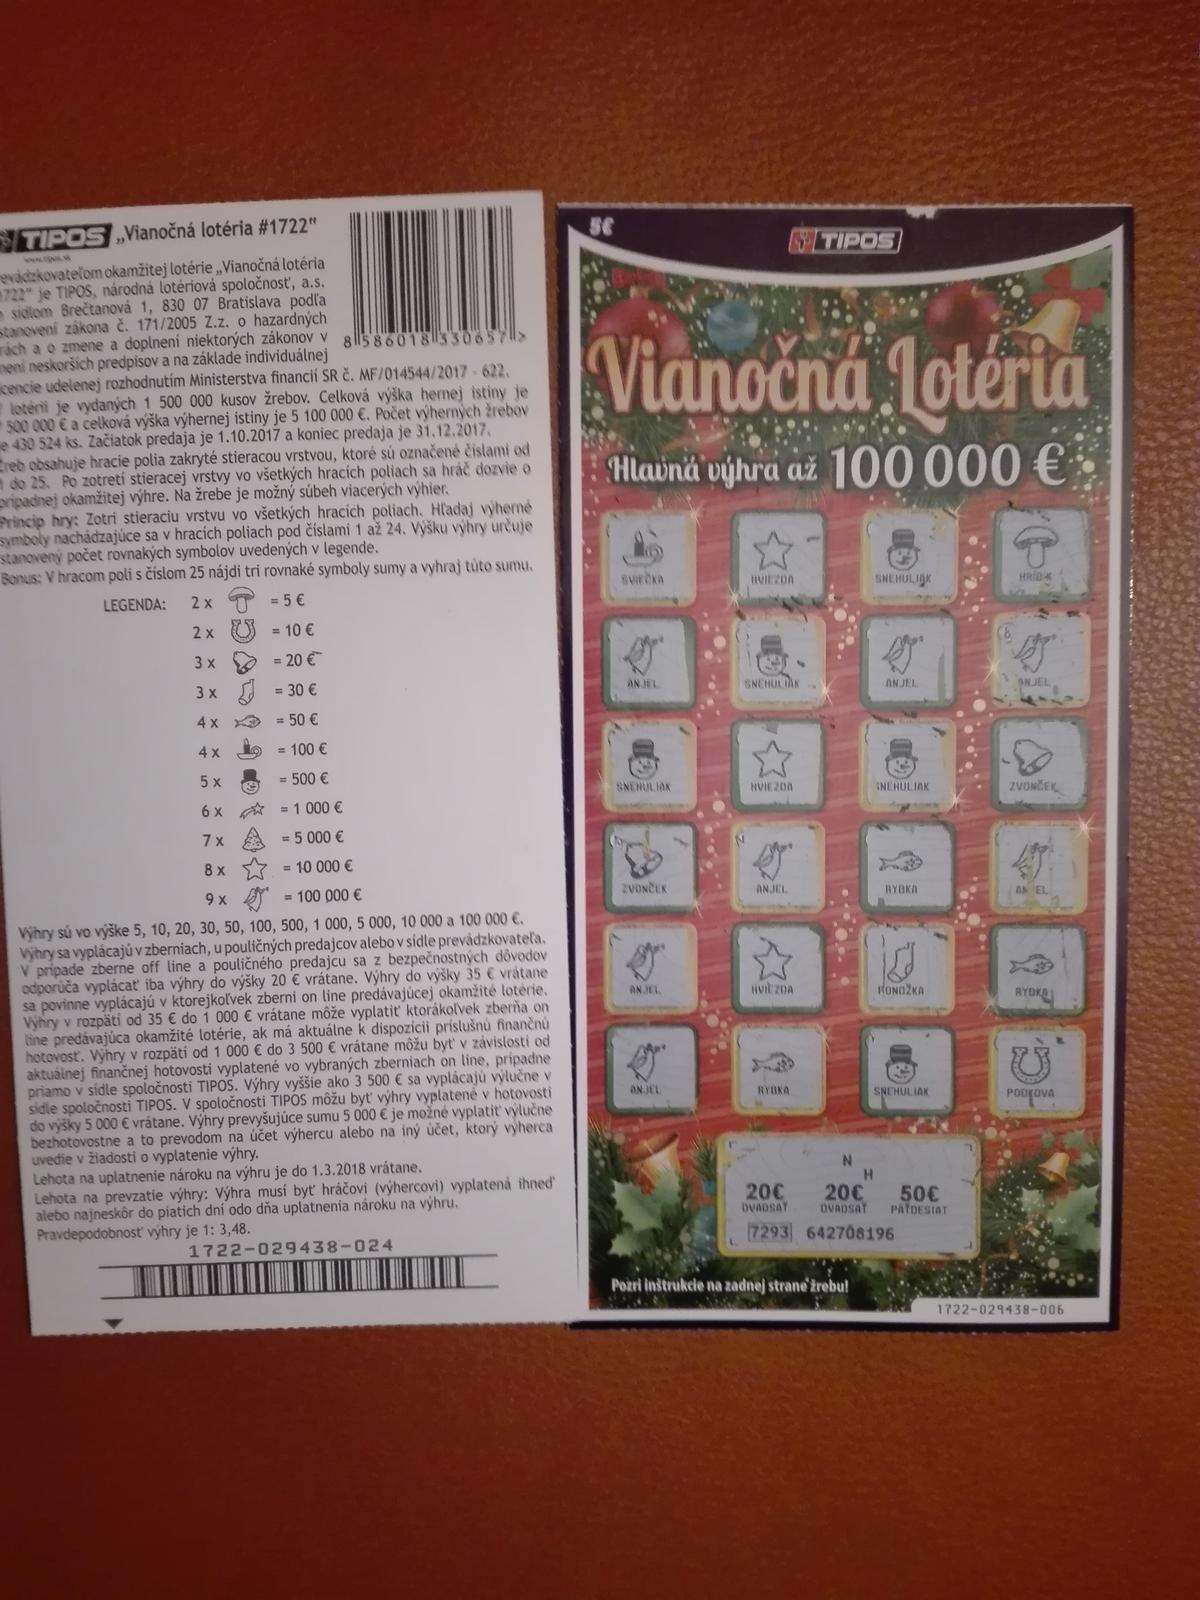 TIPOS „Vianočná lotéria #1722"
www.tipos.sk
evádzkovateľom okamžitej lotérie „Vianočná lotéria
1722" je TIPOS, národná lotériová spoločnosť, a.s.
sídlom Brečtanová 1, 830 07 Bratislava podľa
stanovení zákona č. 171/2005 Z.z. o hazardných
rách a o zmene a doplnení niektorých zákonov v
není neskorších predpisov a na základe individuálnej
8 586018 330657 >
icencie udelenej rozhodnutím Ministerstva financií SR č. MF/014544/2017 - 622.
lotérii je vydaných 1 500 000 kusov žrebov. Celková výška hernej istiny je
500 000 € a celková výška výhernej istiny je 5 100 000 €. Počet výherných žrebov
e 430 524 ks. Začiatok predaja je 1.10.2017 a koniec predaja je 31.12.2017.
Žreb obsahuje hracie polia zakryté stieracou vrstvou, ktoré sú označené číslami od
1 do 25. Po zotretí stieracej vrstvy vo všetkých hracích poliach sa hráč dozvie o
prípadnej okamžitej výhre. Na žrebe je možný súbeh viacerých výhier.
Princíp hry: Zotri stieraciu vrstvu vo všetkých hracích poliach. Hľadaj výherné
symboly nachádzajúce sa v hracích poliach pod číslami 1 až 24. Výšku výhry určuje
stanovený počet rovnakých symbolov uvedených v legende.
Bonus: V hracom poli s číslom 25 nájdi tri rovnaké symboly sumy a vyhraj túto sumu.
LEGENDA: 2 x = 5 €
2 x = 10 €
3 x = 20 €
3 x = 30 €
4 x = 50 €
4 x = 100 €
5 x = 500 €
6 x = 1 000 €
7 x = 5 000 €
8 x = 10 000 €
9 x = 100 000 €
Výhry sú vo výške 5, 10, 20, 30, 50, 100, 500, 1 000, 5 000, 10 000 a 100 000 €.
Výhry sa vyplácajú v zberniach, u pouličných predajcov alebo v sídle prevádzkovateľa.
V prípade zberne off line a pouličného predajcu sa z bezpečnostných dôvodov
odporúča vyplácať iba výhry do výšky 20 € vrátane. Výhry do výšky 35 € vrátane
sa povinne vyplácajú v ktorejkoľvek zberni on line predávajúcej okamžité lotérie.
Výhry v rozpätí od 35 € do 1 000 € vrátane môže vyplatiť ktorákoľvek zberňa on
line predávajúca okamžité lotérie, ak má aktuálne k dispozícii príslušnú finančnú
hotovosť. Výhry v rozpätí od 1 000 € do 3 500 € vrátane môžu byť v závislosti od
aktuálnej finančnej hotovosti vyplatené vo vybraných zberniach on line, prípadne
priamo v sídle spoločnosti TIPOS. Výhry vyššie ako 3 500 € sa vyplácajú výlučne v
sídle spoločnosti TIPOS. V spoločnosti TIPOS môžu byť výhry vyplatené v hotovosti
do výšky 5 000 € vrátane. Výhry prevyšujúce sumu 5 000 € je možné vyplatiť výlučne
bezhotovostne a to prevodom na účet výhercu alebo na iný účet, ktorý výherca
uvedie v žiadosti o vyplatenie výhry.
Lehota na uplatnenie nároku na výhru je do 1.3.2018 vrátane.
Lehota na prevzatie výhry: Výhra musí byť hráčovi (výhercovi) vyplatená ihneď
alebo najneskôr do piatich dní odo dňa uplatnenia nároku na výhru.
Pravdepodobnosť výhry je 1: 3,48.
1722-029438-024
5€
TIPOS
Vianočná Lotéria
Hlavná výhra až 100 000 €
SVIEČKA HVIEZDA SNEHULIAK HRÍBIK
ANJEL SNEHULIAK ANJEL ANJEL
SNEHULIAK HVIEZDA SNEHULIAK ZVONČEK
ZVONČEK ANJEL RYBKA ANJEL
ANJEL HVIEZDA PONOŽKA RYBKA
ANJEL RYBKA SNEHULIAK PODKOVA
N
H
20€ 20€ 50€
DVADSAŤ DVADSAŤ PÄŤDESIAT
7293 642708196
Pozri inštrukcie na zadnej strane žrebu!
1722-029438-006